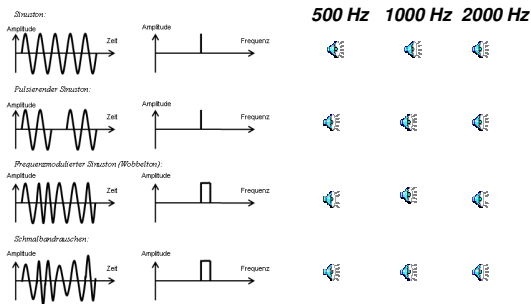 Sinuston:
500 Hz 1000 Hz 2000 Hz
Amplitude Zeit Amplitude Frequenz
Pulsierender Sinuston:
Amplitude Zeit Amplitude Frequenz
Frequenzmodulierter Sinuston (Wobbelton):
Amplitude Zeit Amplitude Frequenz
Schmalbandrauschen:
Amplitude Zeit Amplitude Frequenz